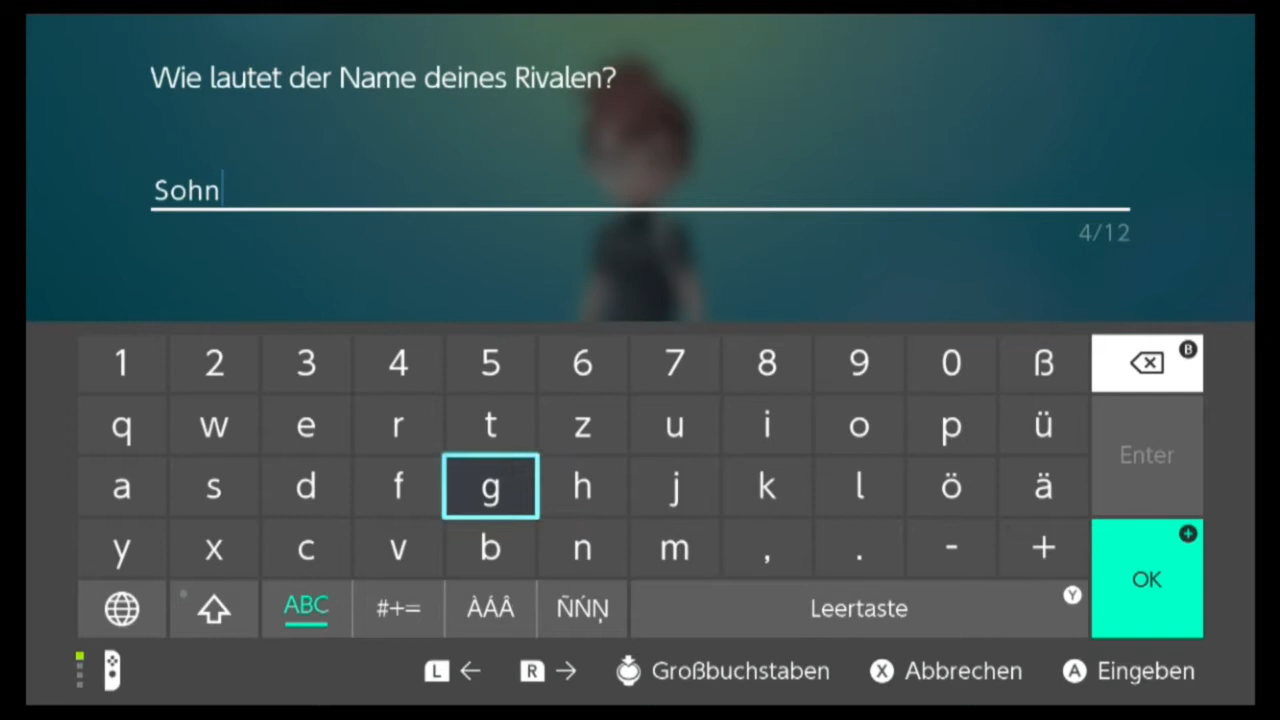 Wie lautet der Name deines Rivalen?
Sohn
4/12
1 2 3 4 5 6 7 8 9 0 ß B
q w e r t z u i o p ü
Enter
a s d f g h j k l ö ä
y x c v b n m , . - +
OK
ABC #+= ÀÁÂ ÑŃŅ Leertaste Y
L ← R → Großbuchstaben X Abbrechen A Eingeben